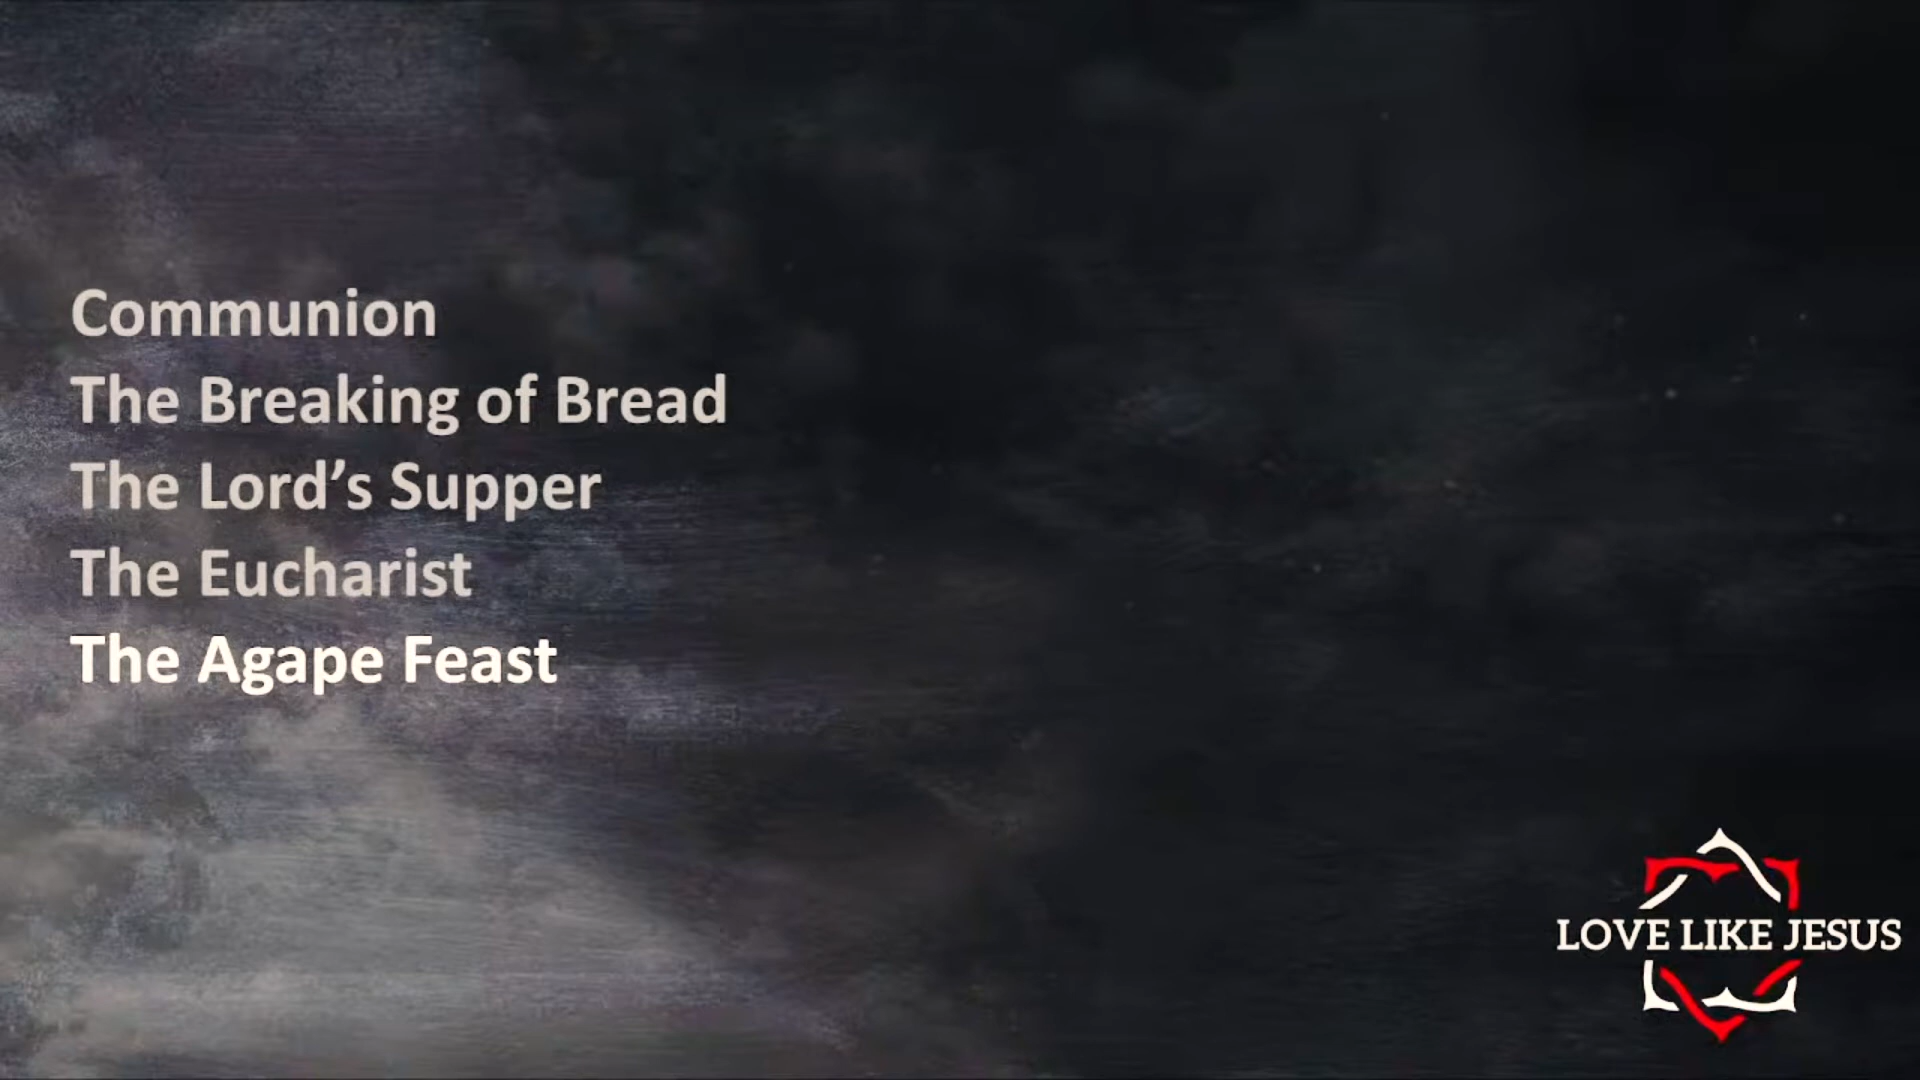 Communion
The Breaking of Bread
The Lord’s Supper
The Eucharist
The Agape Feast
LOVE LIKE JESUS